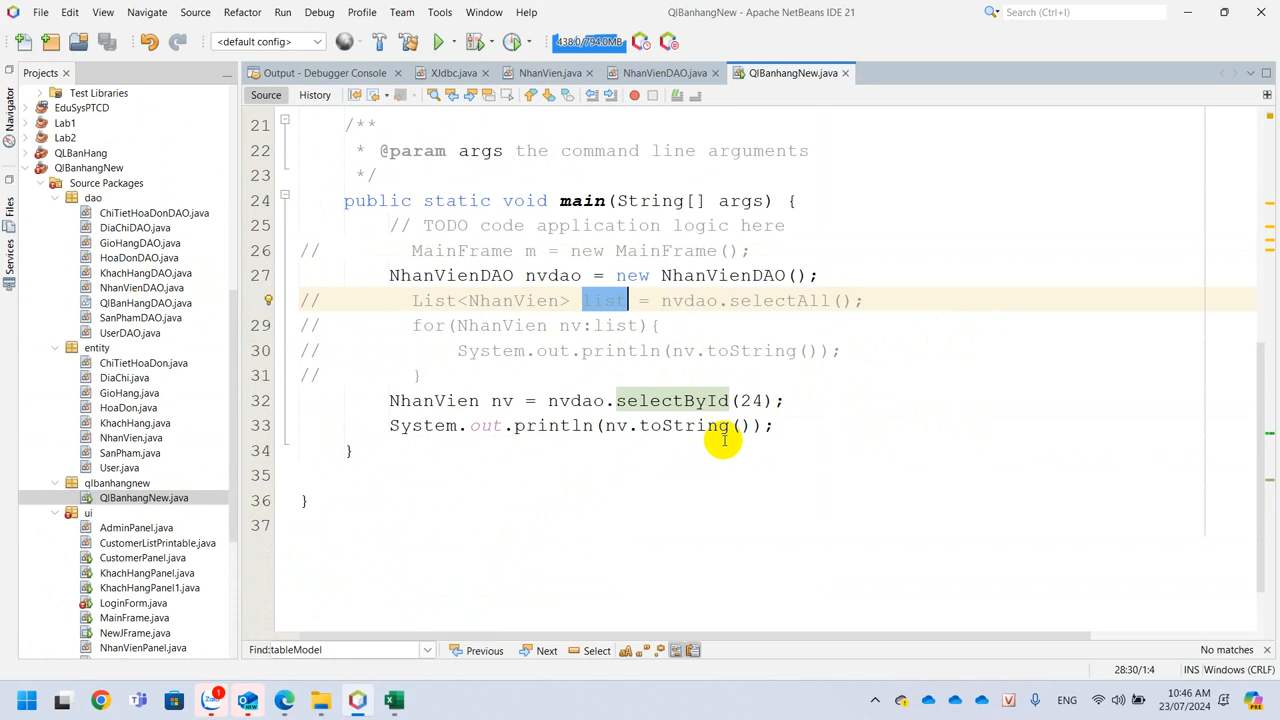 File Edit View Navigate Source Refactor Run Debug Profile Team Tools Window Help
QlBanhangNew - Apache NetBeans IDE 21
Search (Ctrl+I)
<default config>
438.0/794.0MB
Projects
Output - Debugger Console
XJdbc.java
NhanVien.java
NhanVienDAO.java
QlBanhangNew.java
Source History
Navigator
Files
Services
Test Libraries
EduSysPTCD
Lab1
Lab2
QLBanHang
QlBanhangNew
Source Packages
dao
ChiTietHoaDonDAO.java
DiaChiDAO.java
GioHangDAO.java
HoaDonDAO.java
KhachHangDAO.java
NhanVienDAO.java
QlBanhangDAO.java
SanPhamDAO.java
UserDAO.java
entity
ChiTietHoaDon.java
DiaChi.java
GioHang.java
HoaDon.java
KhachHang.java
NhanVien.java
SanPham.java
User.java
qlbanhangnew
QlBanhangNew.java
ui
AdminPanel.java
CustomerListPrintable.java
CustomerPanel.java
KhachHangPanel.java
KhachHangPanel1.java
LoginForm.java
MainFrame.java
NewJFrame.java
NhanVienPanel.java
21 /**
22 * @param args the command line arguments
23 */
24 public static void main(String[] args) {
25 // TODO code application logic here
26 // MainFrame m = new MainFrame();
27 NhanVienDAO nvdao = new NhanVienDAO();
// List<NhanVien> list = nvdao.selectAll();
29 // for(NhanVien nv:list){
30 // System.out.println(nv.toString());
31 // }
32 NhanVien nv = nvdao.selectById(24);
33 System.out.println(nv.toString());
34 }
35
36 }
37
Find: tableModel
Previous Next Select
No matches
28:30/1:4 INS Windows (CRLF)
Zalo 1
NEW
ENG
10:46 AM
23/07/2024
PRE